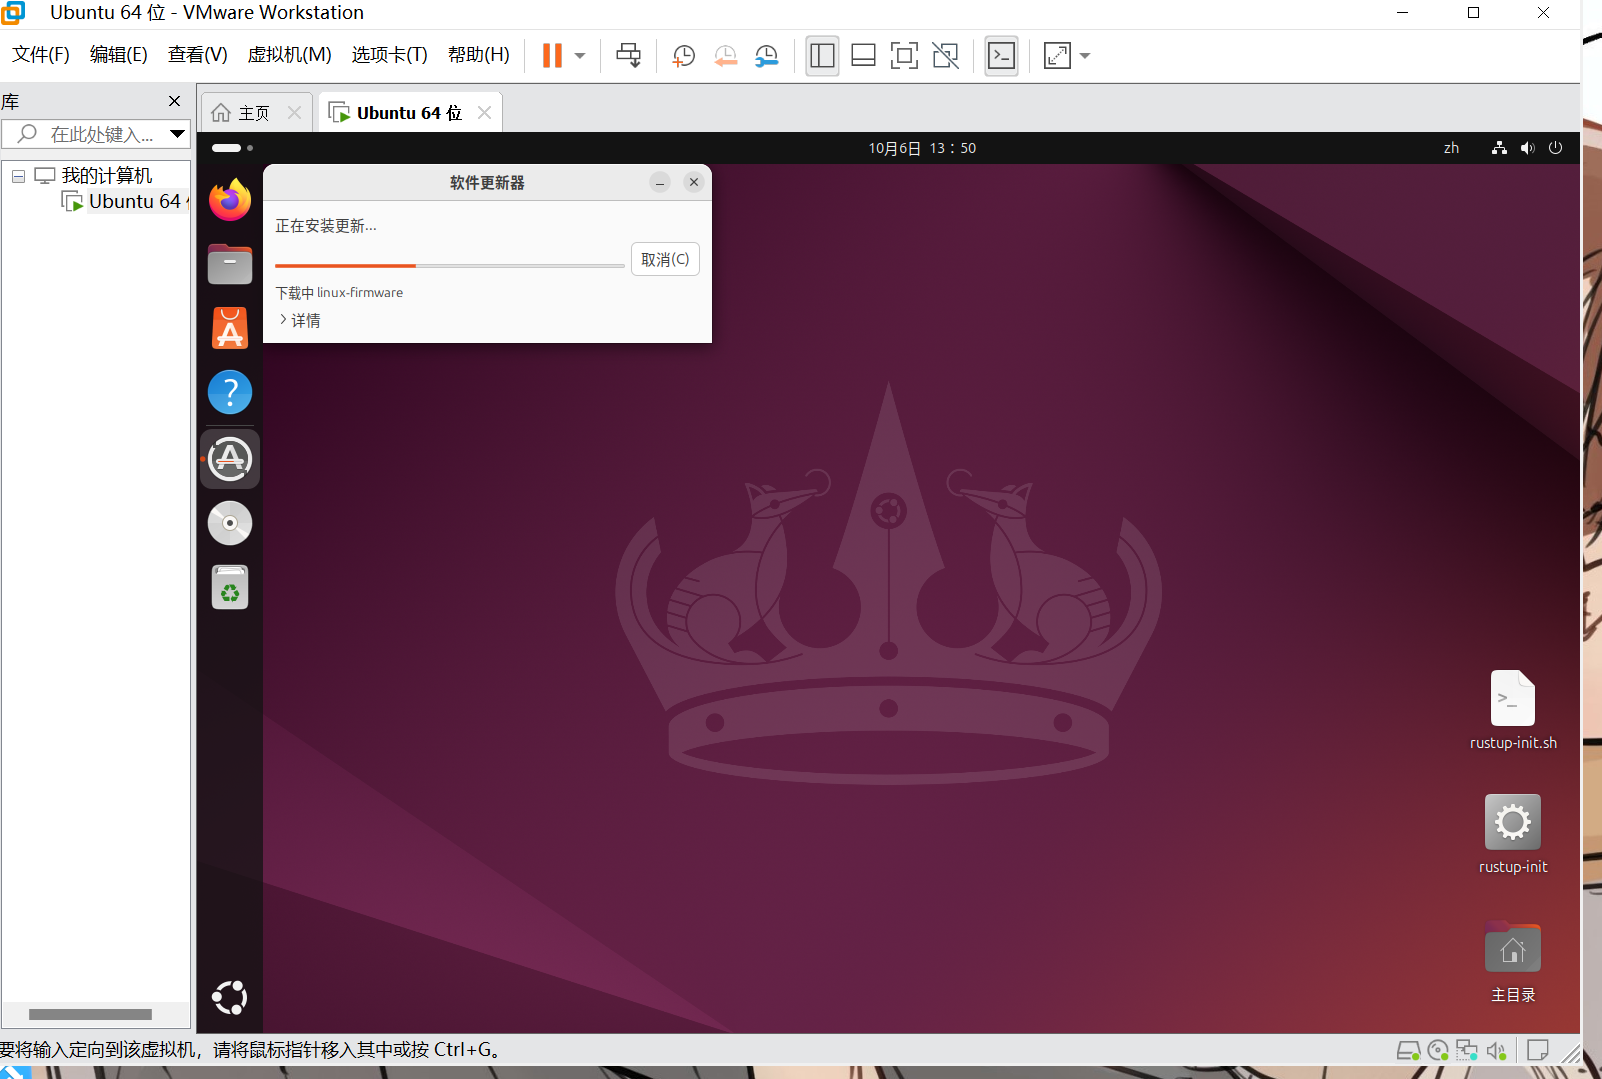 Ubuntu 64 位 - VMware Workstation
文件(F) 编辑(E) 查看(V) 虚拟机(M) 选项卡(T) 帮助(H)
库
主页
Ubuntu 64 位
在此处键入...
我的计算机
Ubuntu 64
10月6日 13：50
zh
软件更新器
正在安装更新...
取消(C)
下载中 linux-firmware
详情
rustup-init.sh
rustup-init
主目录
要将输入定向到该虚拟机，请将鼠标指针移入其中或按 Ctrl+G。